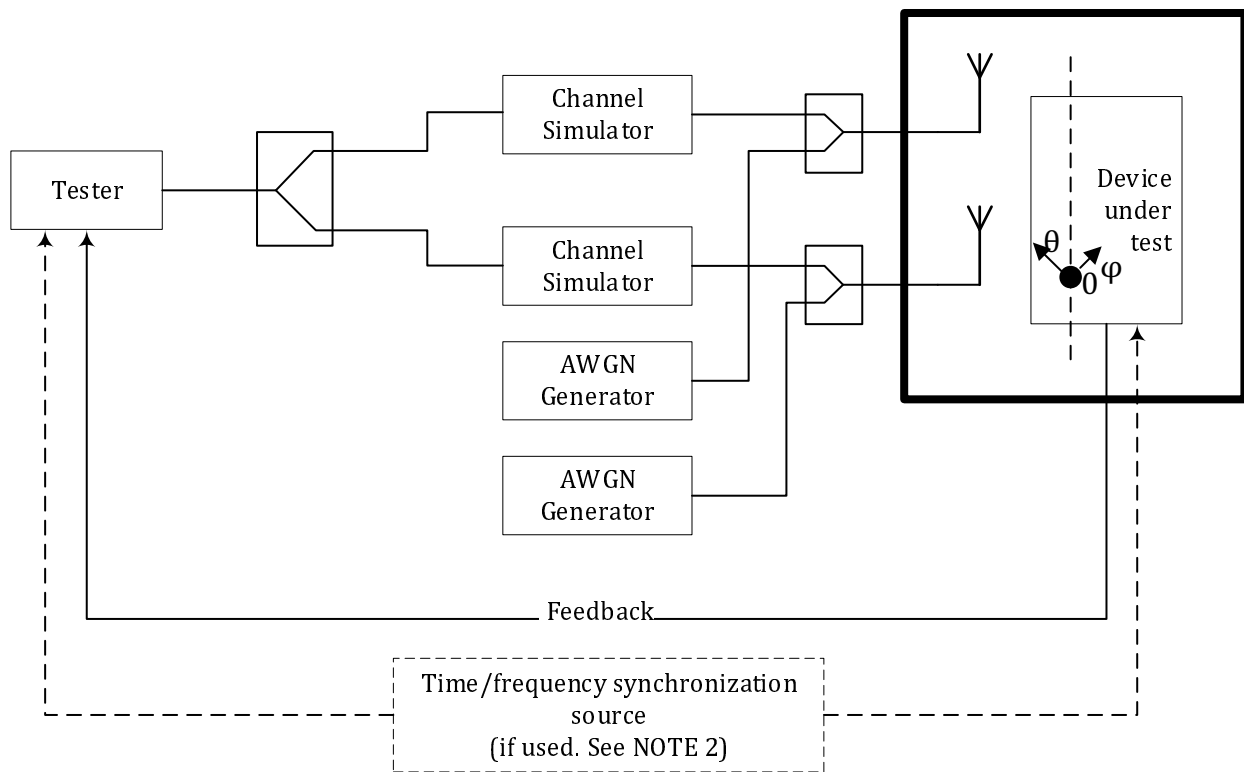 Channel
Simulator
Tester
Device
under
test
θ
0
φ
Channel
Simulator
AWGN
Generator
AWGN
Generator
Feedback
Time/frequency synchronization
source
(if used. See NOTE 2)